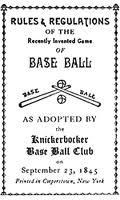 RULES & REGULATIONS
OF THE
Recently Invented Game
OF
BASE BALL
BASE BALL
AS ADOPTED BY
the
Knickerbocker
Base Ball Club
on
September 23, 1845
Printed in Cooperstown, New York